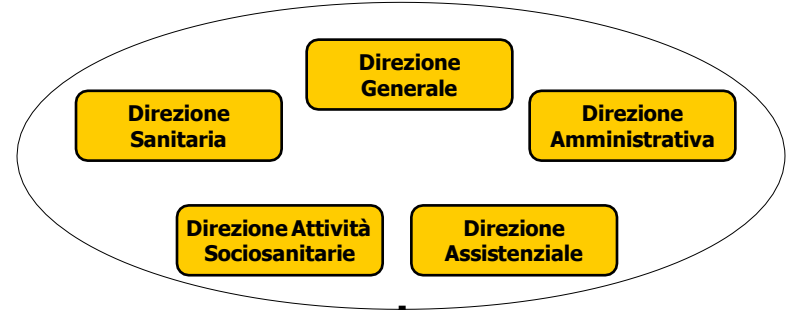 Direzione
Generale
Direzione
Sanitaria
Direzione
Amministrativa
Direzione Attività
Sociosanitarie
Direzione
Assistenziale